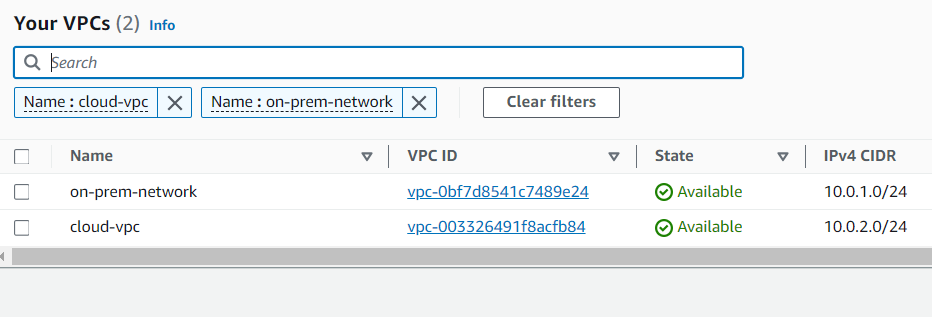 Your VPCs (2) Info
Search
Name : cloud-vpc Name : on-prem-network Clear filters
Name VPC ID State IPv4 CIDR
on-prem-network vpc-0bf7d8541c7489e24 Available 10.0.1.0/24
cloud-vpc vpc-003326491f8acfb84 Available 10.0.2.0/24